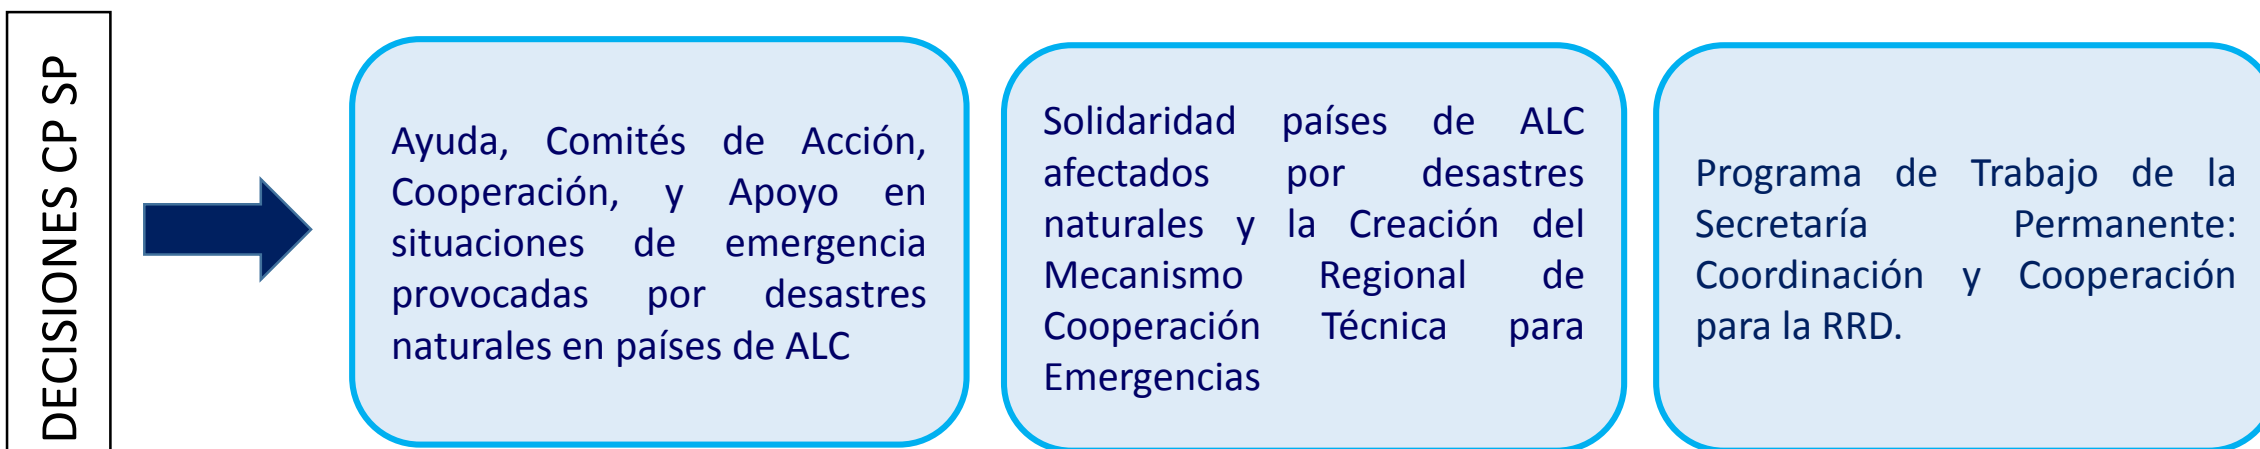 DECISIONES CP SP
Ayuda, Comités de Acción,
Cooperación, y Apoyo en
situaciones de emergencia
provocadas por desastres
naturales en países de ALC
Solidaridad países de ALC
afectados por desastres
naturales y la Creación del
Mecanismo Regional de
Cooperación Técnica para
Emergencias
Programa de Trabajo de la
Secretaría Permanente:
Coordinación y Cooperación
para la RRD.